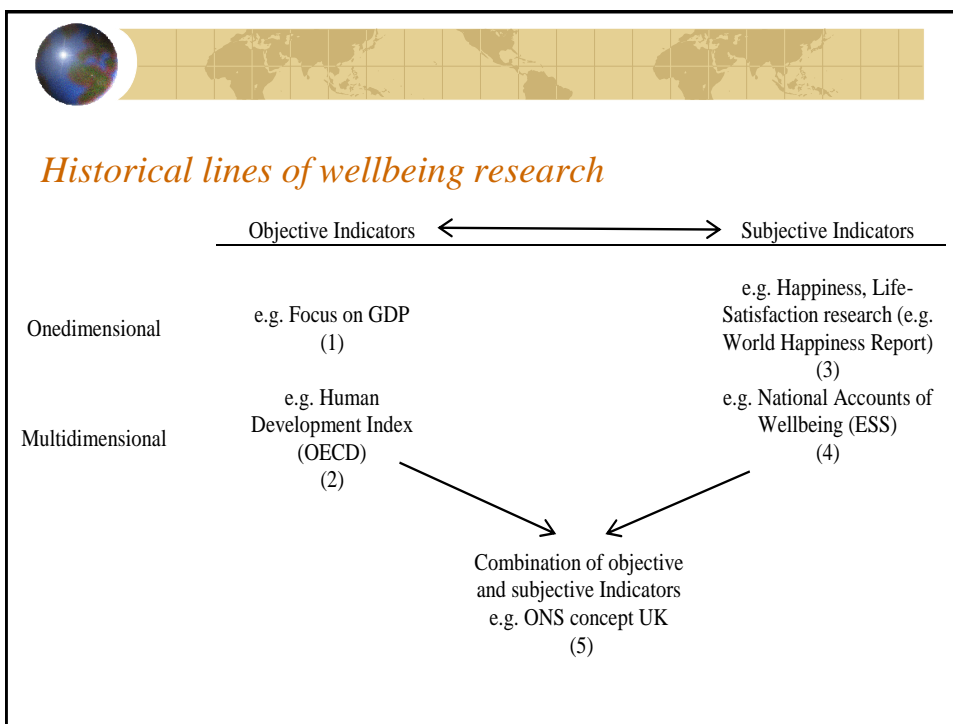 Historical lines of wellbeing research
Objective Indicators
Subjective Indicators
Onedimensional
e.g. Focus on GDP
(1)
e.g. Happiness, Life-
Satisfaction research (e.g.
World Happiness Report)
(3)
Multidimensional
e.g. Human
Development Index
(OECD)
(2)
e.g. National Accounts of
Wellbeing (ESS)
(4)
Combination of objective
and subjective Indicators
e.g. ONS concept UK
(5)